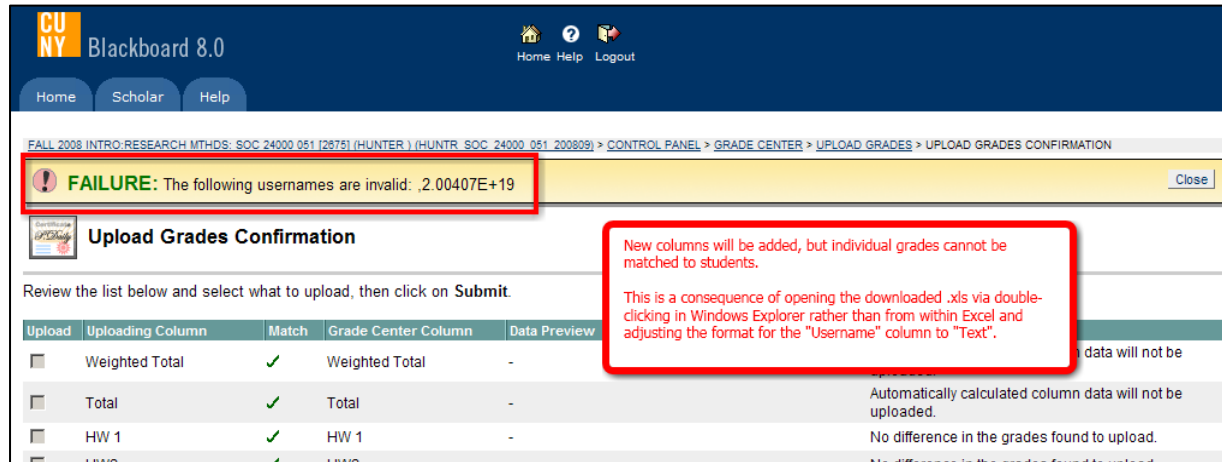 CU
NY
Blackboard 8.0
Home Help Logout
Home Scholar Help
FALL 2008 INTRO:RESEARCH MTHDS: SOC 24000 051 [2675] (HUNTER ) (HUNTR_SOC_24000_051_200809) > CONTROL PANEL > GRADE CENTER > UPLOAD GRADES > UPLOAD GRADES CONFIRMATION
FAILURE: The following usernames are invalid: ,2.00407E+19
Close
Upload Grades Confirmation
New columns will be added, but individual grades cannot be
matched to students.
This is a consequence of opening the downloaded .xls via double-
clicking in Windows Explorer rather than from within Excel and
adjusting the format for the "Username" column to "Text".
Review the list below and select what to upload, then click on Submit.
Upload Uploading Column Match Grade Center Column Data Preview
Weighted Total Weighted Total - data will not be
uploaded.
Total Total - Automatically calculated column data will not be
uploaded.
HW 1 HW 1 - No difference in the grades found to upload.